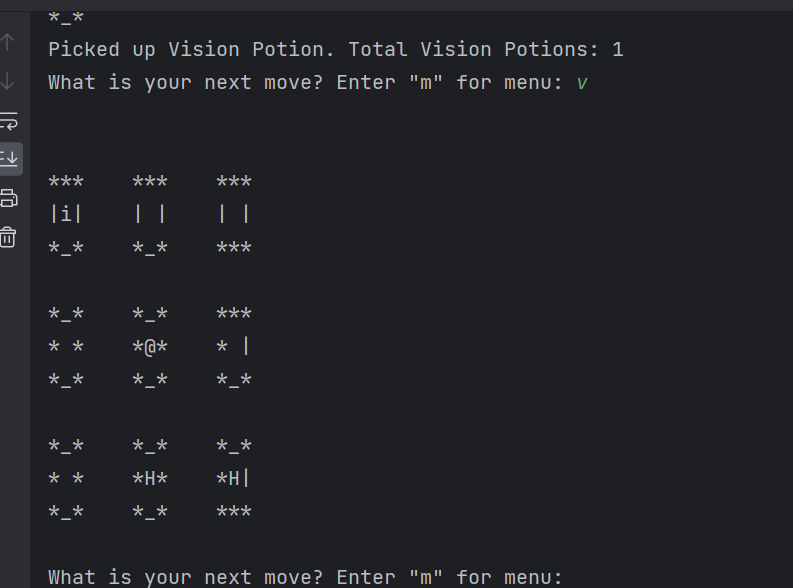 *_*
Picked up Vision Potion. Total Vision Potions: 1
What is your next move? Enter "m" for menu: v
***    ***    ***
|i|    | |    | |
*_*    *_*    ***
*_*    *_*    ***
* *    *@*    * |
*_*    *_*    *_*
*_*    *_*    *_*
* *    *H*    *H|
*_*    *_*    ***
What is your next move? Enter "m" for menu: